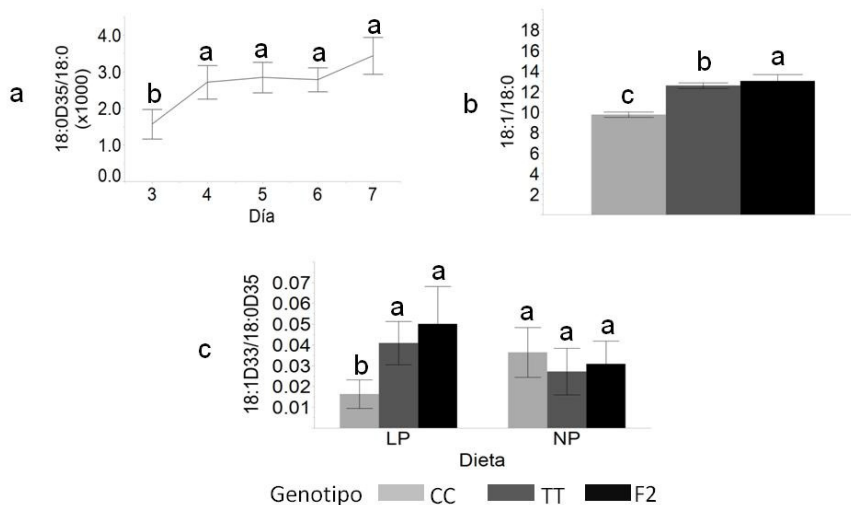 a
18:0D35/18:0
(x1000)
4.0
3.0
2.0
1.0
0.0
b
a
a
a
a
3 4 5 6 7
Día
b
18:1/18:0
18
16
14
12
10
8
6
4
2
c
b
a
c
18:1D33/18:0D35
0.07
0.06
0.05
0.04
0.03
0.02
0.01
b
a
a
a
a
a
LP NP
Dieta
Genotipo CC TT F2